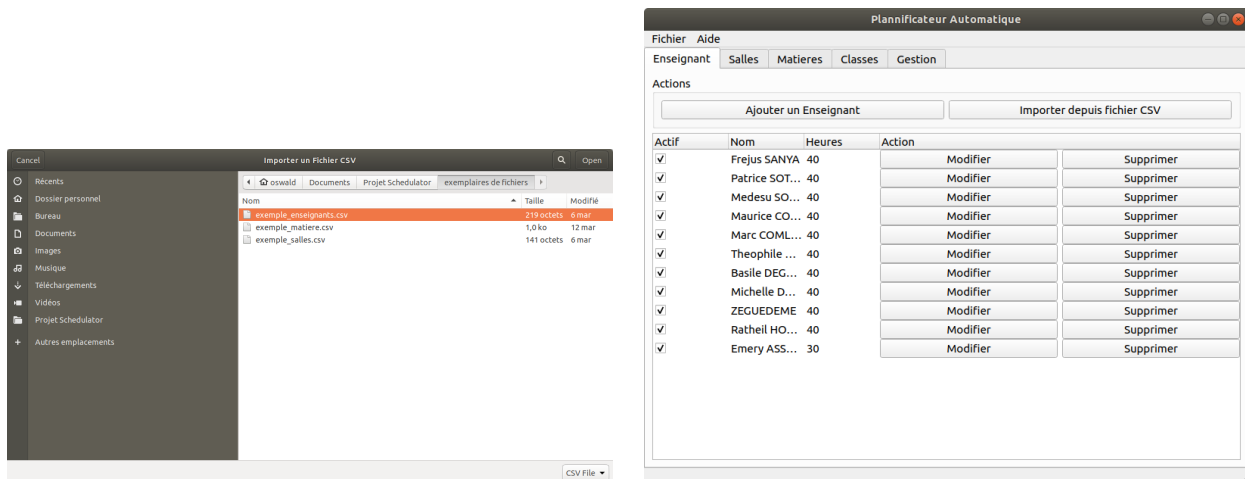 Cancel Importer un Fichier CSV Open
Récents
Dossier personnel
Bureau
Documents
Images
Musique
Téléchargements
Vidéos
Projet Schedulator
+ Autres emplacements
oswald Documents Projet Schedulator exemplaires de fichiers
Nom Taille Modifié
exemple_enseignants.csv 219 octets 6 mar
exemple_matiere.csv 1,0 ko 12 mar
exemple_salles.csv 141 octets 6 mar
CSV File
Plannificateur Automatique
Fichier Aide
Enseignant Salles Matieres Classes Gestion
Actions
Ajouter un Enseignant Importer depuis fichier CSV
Actif Nom Heures Action
Frejus SANYA 40 Modifier Supprimer
Patrice SOT... 40 Modifier Supprimer
Medesu SO... 40 Modifier Supprimer
Maurice CO... 40 Modifier Supprimer
Marc COML... 40 Modifier Supprimer
Theophile ... 40 Modifier Supprimer
Basile DEG... 40 Modifier Supprimer
Michelle D... 40 Modifier Supprimer
ZEGUEDEME 40 Modifier Supprimer
Ratheil HO... 40 Modifier Supprimer
Emery ASS... 30 Modifier Supprimer